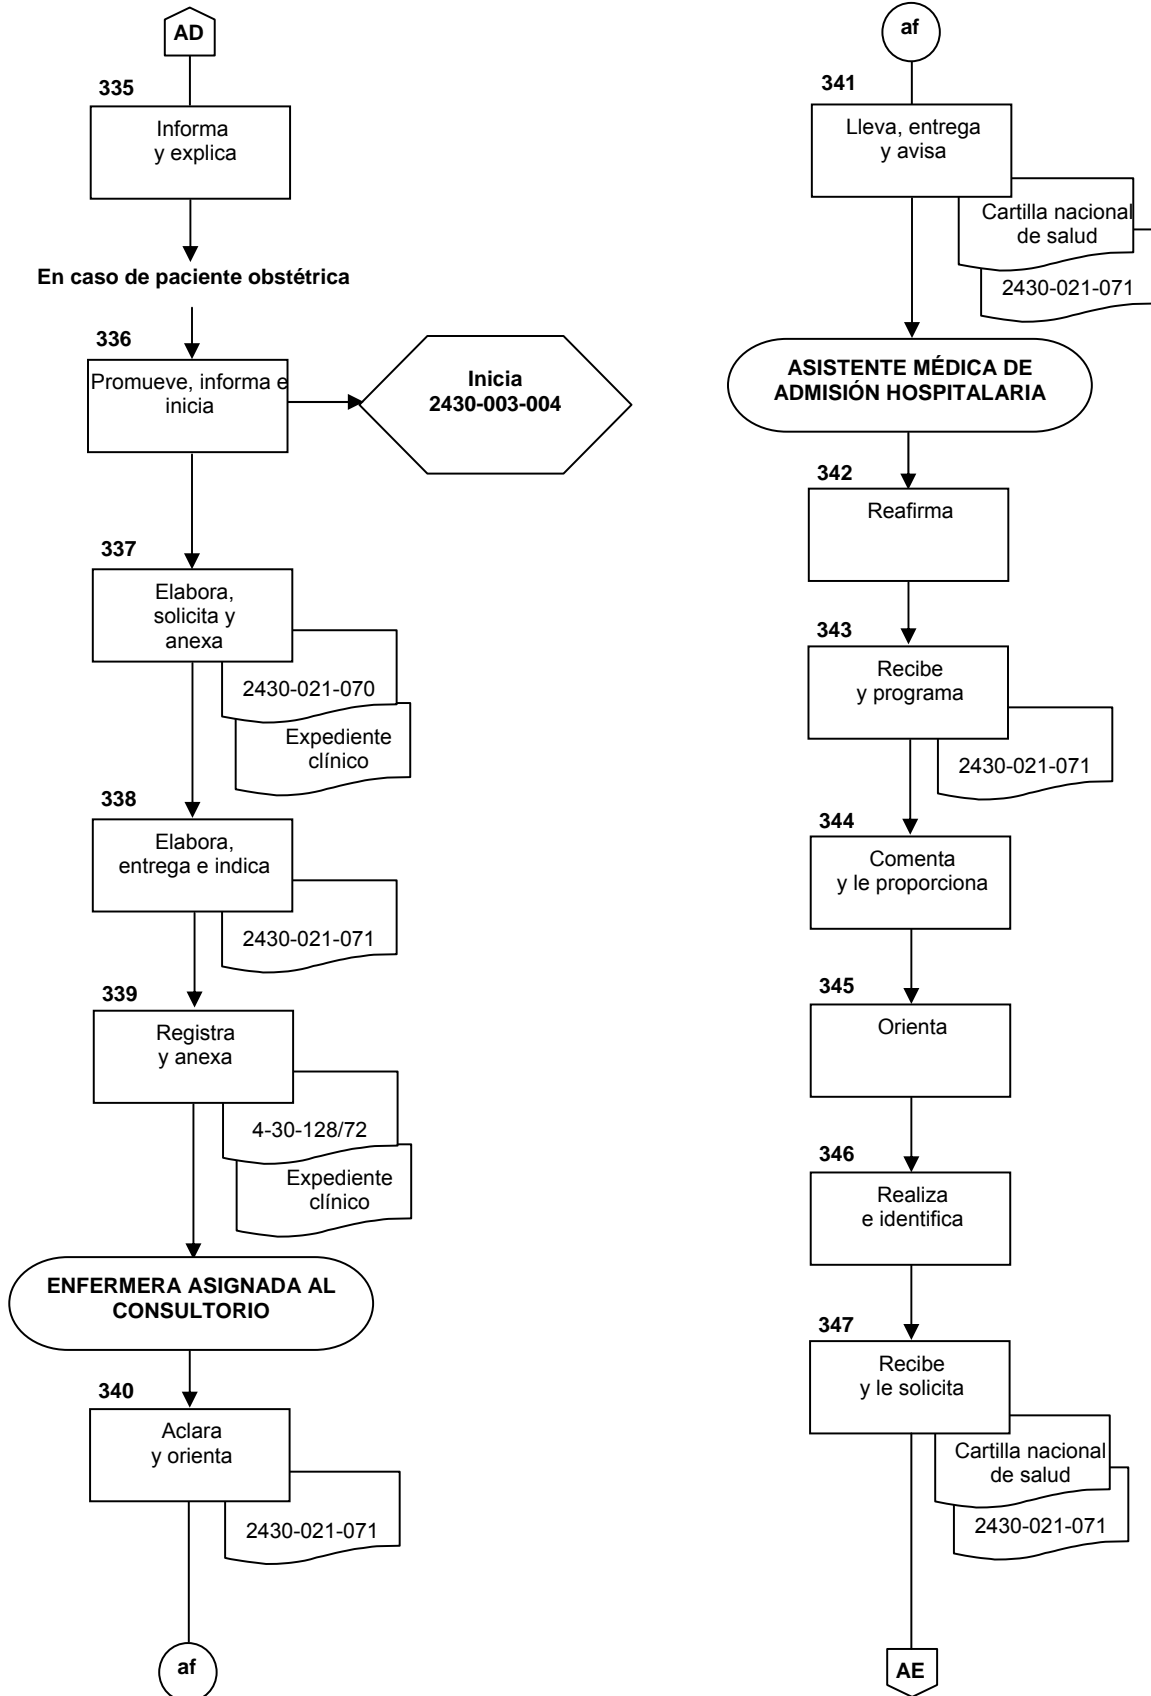 AD
335
Informa
y explica
En caso de paciente obstétrica
336
Promueve, informa e
inicia
Inicia
2430-003-004
337
Elabora,
solicita y
anexa
2430-021-070
Expediente
clínico
338
Elabora,
entrega e indica
2430-021-071
339
Registra
y anexa
4-30-128/72
Expediente
clínico
ENFERMERA ASIGNADA AL
CONSULTORIO
340
Aclara
y orienta
2430-021-071
af
af
341
Lleva, entrega
y avisa
Cartilla nacional
de salud
2430-021-071
ASISTENTE MÉDICA DE
ADMISIÓN HOSPITALARIA
342
Reafirma
343
Recibe
y programa
2430-021-071
344
Comenta
y le proporciona
345
Orienta
346
Realiza
e identifica
347
Recibe
y le solicita
Cartilla nacional
de salud
2430-021-071
AE